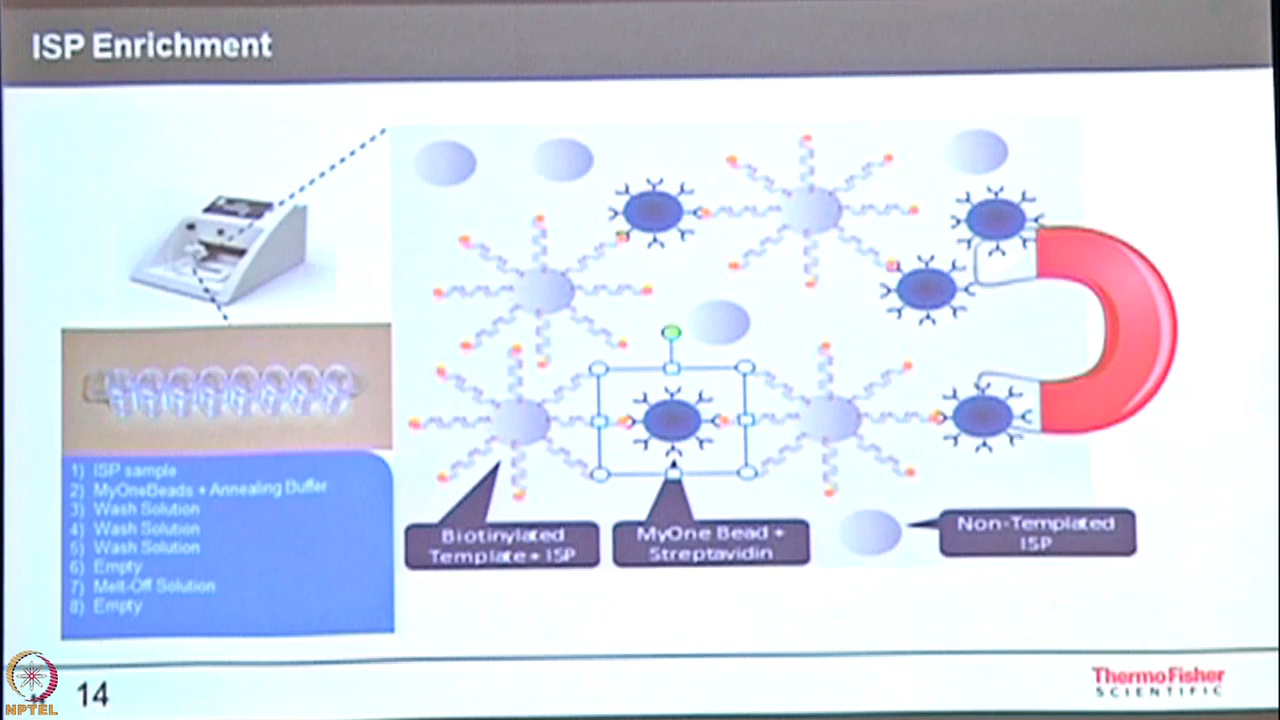 ISP Enrichment
1) ISP sample
2) MyOneBeads + Annealing Buffer
3) Wash Solution
4) Wash Solution
5) Wash Solution
6) Empty
7) Melt-Off Solution
8) Empty
Biotinylated
Template + ISP
MyOne Bead +
Streptavidin
Non-Templated
ISP
NPTEL
14
ThermoFisher
SCIENTIFIC